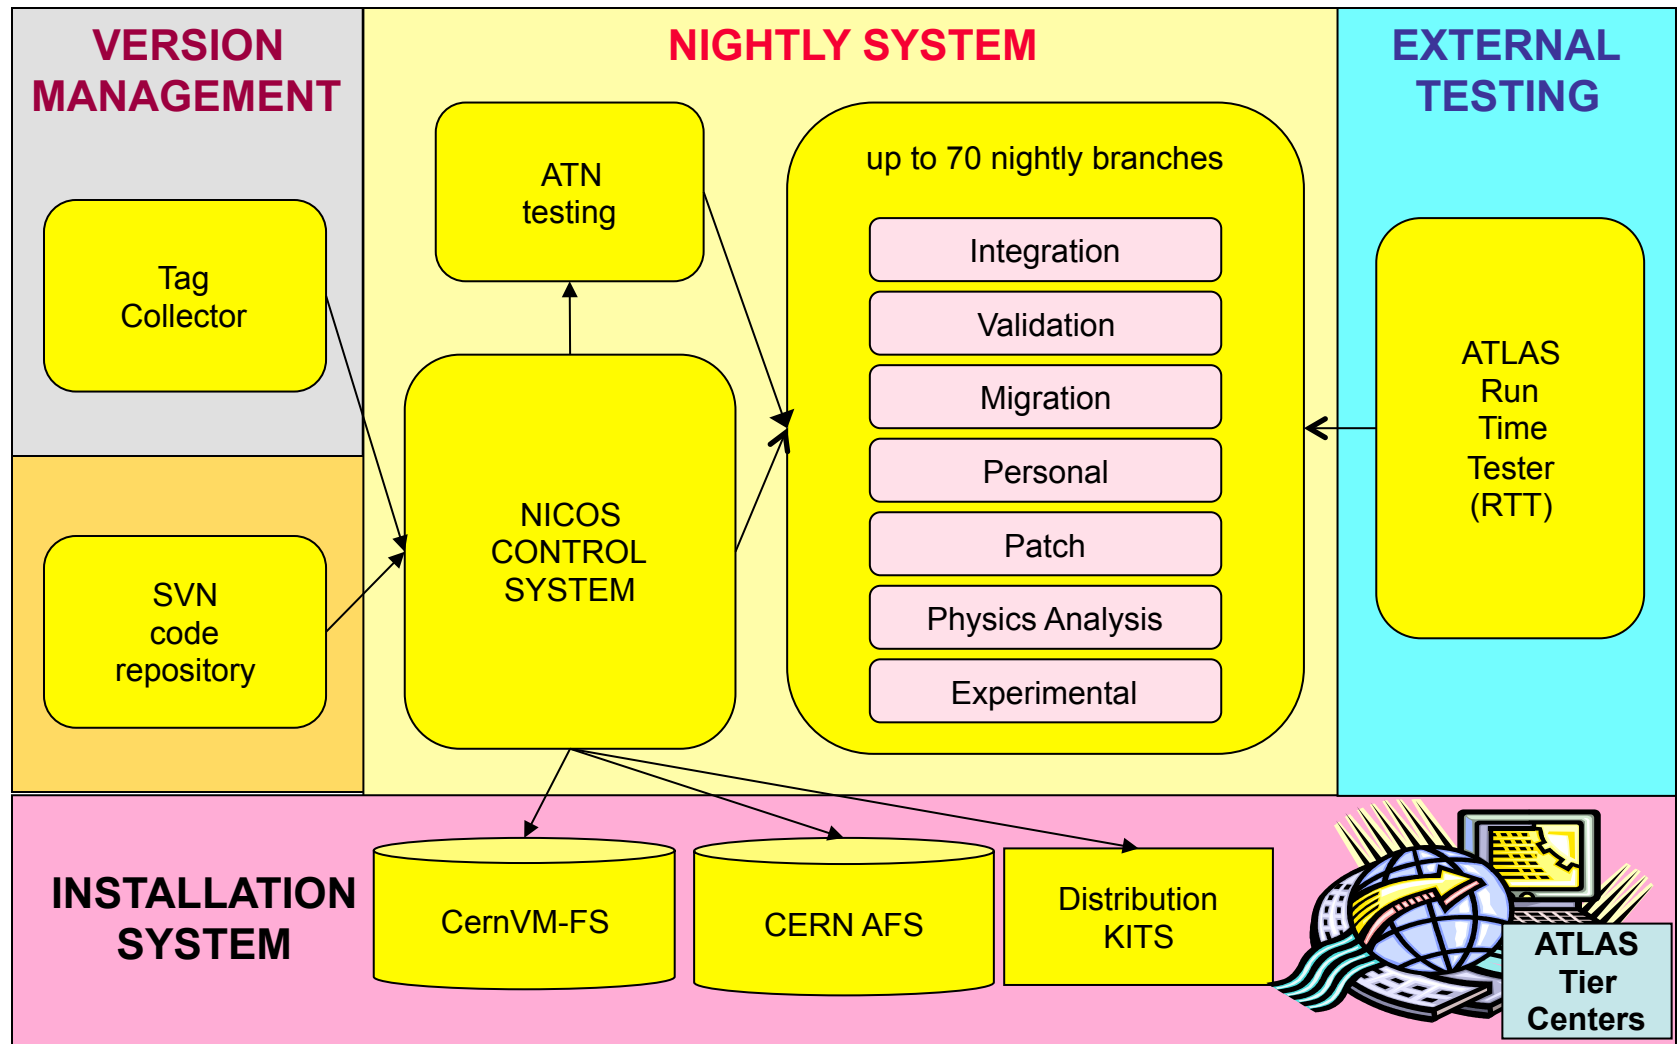 VERSION
MANAGEMENT
Tag
Collector
SVN
code
repository
NIGHTLY SYSTEM
ATN
testing
NICOS
CONTROL
SYSTEM
up to 70 nightly branches
Integration
Validation
Migration
Personal
Patch
Physics Analysis
Experimental
EXTERNAL
TESTING
ATLAS
Run
Time
Tester
(RTT)
INSTALLATION
SYSTEM
CernVM-FS
CERN AFS
Distribution
KITS
ATLAS
Tier
Centers